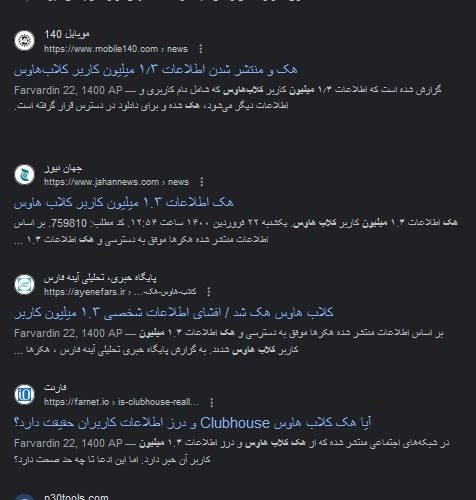 موبایل 140
https://www.mobile140.com › news
هک و منتشر شدن اطلاعات ۱٫۳ میلیون کاربر کلاب‌هاوس
Farvardin 22, 1400 AP — گزارش شده است که اطلاعات ۱٫۳ میلیون کاربر کلاب‌هاوس که شامل نام کاربری و
اطلاعات دیگر می‌شود، هک شده و برای دانلود در دسترس قرار گرفته است.
جهان نیوز
https://www.jahannews.com › news
هک اطلاعات ۱.۳ میلیون کاربر کلاب هاوس
هک اطلاعات ۱.۳ میلیون کاربر کلاب هاوس. یکشنبه ۲۲ فروردین ۱۴۰۰ ساعت ۱۲:۵۴. کد مطلب: 759810. بر اساس
اطلاعات منتشر شده هکرها موفق به دسترسی و هک اطلاعات ۱.۳ ...
پایگاه خبری، تحلیلی آینه فارس
https://ayenefars.ir › ...-کلاب-هاوس-هک
کلاب هاوس هک شد / افشای اطلاعات شخصی ۱.۳ میلیون کاربر
Farvardin 22, 1400 AP — بر اساس اطلاعات منتشر شده هکرها موفق به دسترسی و هک اطلاعات ۱.۳ میلیون
کاربر کلاب هاوس شدند. به گزارش پایگاه خبری تحلیلی آینه فارس ، هکرها ...
فارنت
https://farnet.io › is-clubhouse-reall...
آیا هک کلاب هاوس Clubhouse و درز اطلاعات کاربران حقیقت دارد؟
Farvardin 22, 1400 AP — در شبکه‌های اجتماعی منتشر شده که از هک کلاب هاوس و درز اطلاعات ۱.۳ میلیون
کاربر آن خبر دارد. اما این ادعا تا چه حد صحت دارد؟
p30tools.com